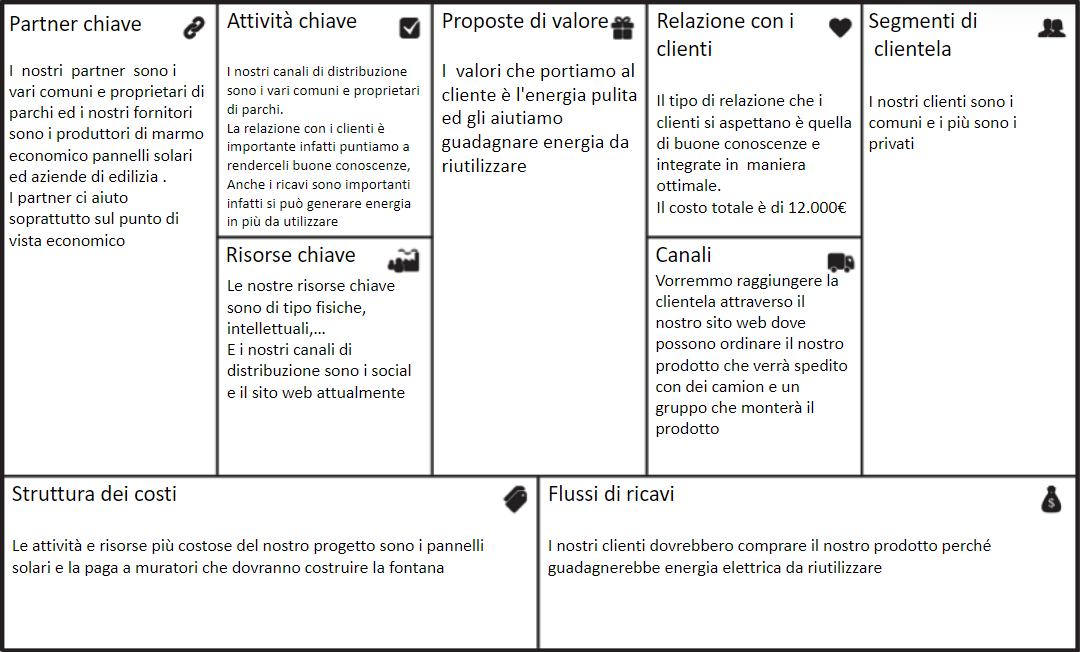 Partner chiave
I nostri partner sono i
vari comuni e proprietari di
parchi ed i nostri fornitori
sono i produttori di marmo
economico pannelli solari
ed aziende di edilizia .
I partner ci aiuto
soprattutto sul punto di
vista economico
Attività chiave
I nostri canali di distribuzione
sono i vari comuni e proprietari
di parchi.
La relazione con i clienti è
importante infatti puntiamo a
renderceli buone conoscenze,
Anche i ricavi sono importanti
infatti si può generare energia
in più da utilizzare
Risorse chiave
Le nostre risorse chiave
sono di tipo fisiche,
intellettuali,...
E i nostri canali di
distribuzione sono i social
e il sito web attualmente
Proposte di valore
I valori che portiamo al
cliente è l'energia pulita
ed gli aiutiamo
guadagnare energia da
riutilizzare
Relazione con i
clienti
Il tipo di relazione che i
clienti si aspettano è quella
di buone conoscenze e
integrate in maniera
ottimale.
Il costo totale è di 12.000€
Canali
Vorremmo raggiungere la
clientela attraverso il
nostro sito web dove
possono ordinare il nostro
prodotto che verrà spedito
con dei camion e un
gruppo che monterà il
prodotto
Segmenti di
clientela
I nostri clienti sono i
comuni e i più sono i
privati
Struttura dei costi
Le attività e risorse più costose del nostro progetto sono i pannelli
solari e la paga a muratori che dovranno costruire la fontana
Flussi di ricavi
I nostri clienti dovrebbero comprare il nostro prodotto perché
guadagnerebbe energia elettrica da riutilizzare